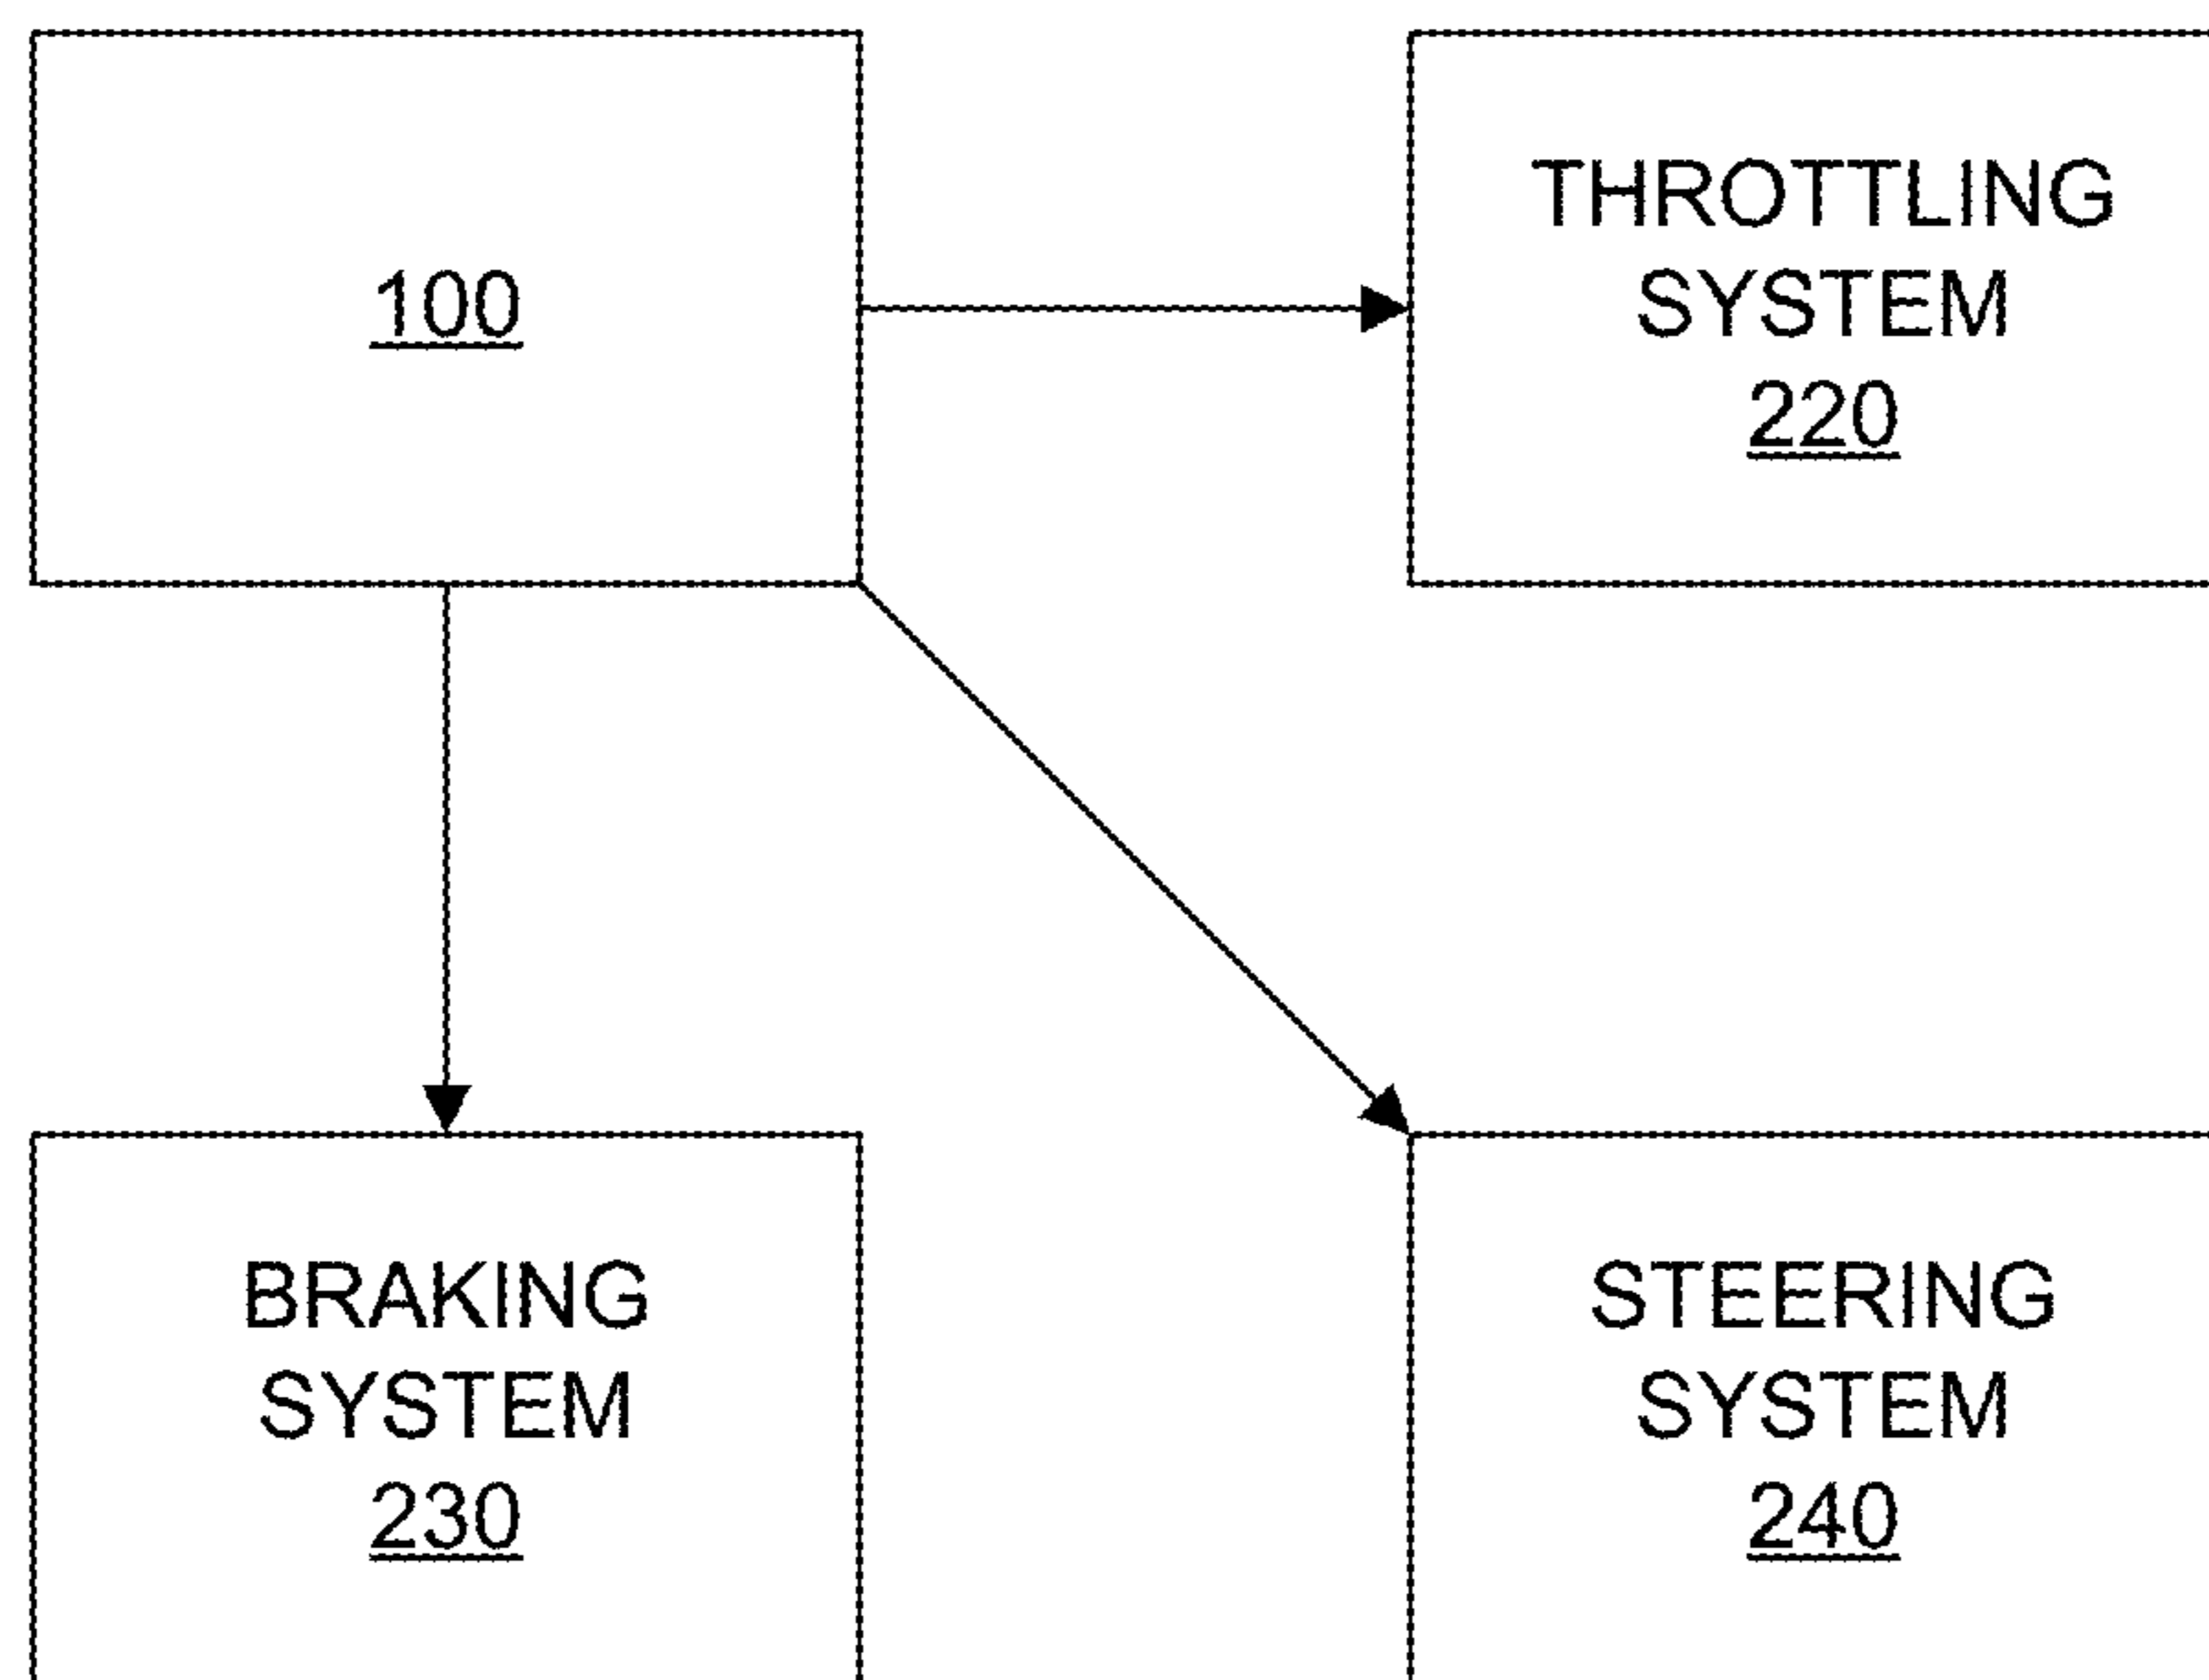 100
THROTTLING
SYSTEM
220
BRAKING
SYSTEM
230
STEERING
SYSTEM
240